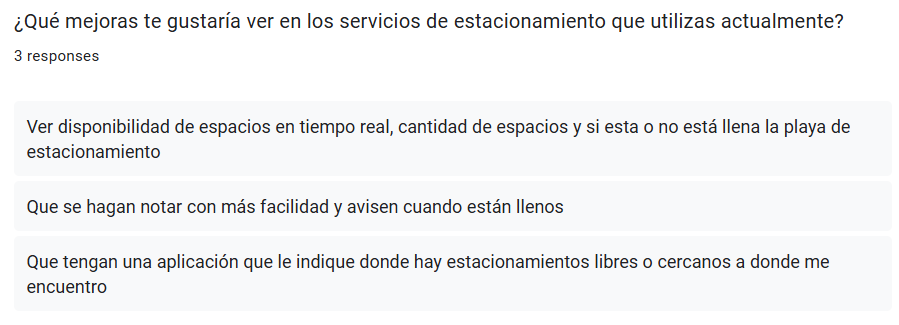 ¿Qué mejoras te gustaría ver en los servicios de estacionamiento que utilizas actualmente?
3 responses
Ver disponibilidad de espacios en tiempo real, cantidad de espacios y si esta o no está llena la playa de
estacionamiento
Que se hagan notar con más facilidad y avisen cuando están llenos
Que tengan una aplicación que le indique donde hay estacionamientos libres o cercanos a donde me
encuentro